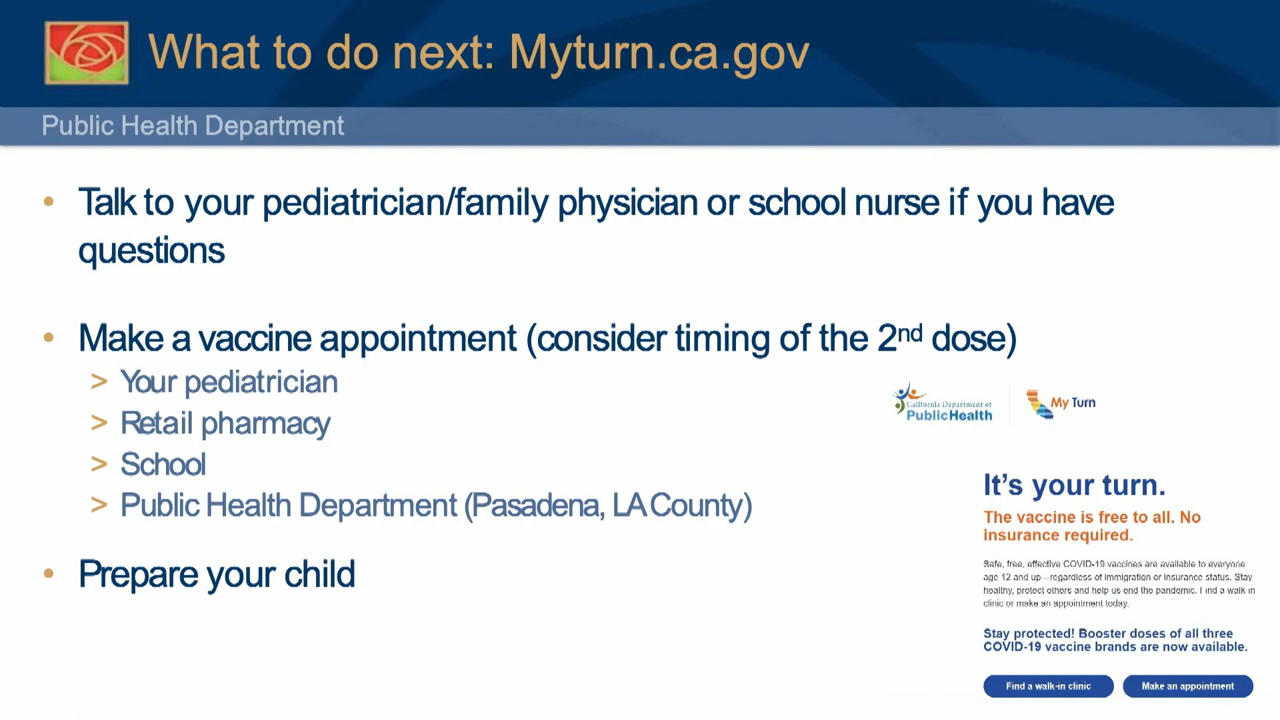 What to do next: Myturn.ca.gov
Public Health Department
• Talk to your pediatrician/family physician or school nurse if you have
questions
• Make a vaccine appointment (consider timing of the 2nd dose)
> Your pediatrician
> Retail pharmacy
> School
> Public Health Department (Pasadena, LA County)
• Prepare your child
California Department of
PublicHealth
My Turn
It's your turn.
The vaccine is free to all. No
insurance required.
Safe, free, effective COVID-19 vaccines are available to everyone
age 12 and up—regardless of immigration or insurance status. Stay
healthy, protect others and help us end the pandemic. Find a walk in
clinic or make an appointment today.
Stay protected! Booster doses of all three
COVID-19 vaccine brands are now available.
Find a walk-in clinic
Make an appointment